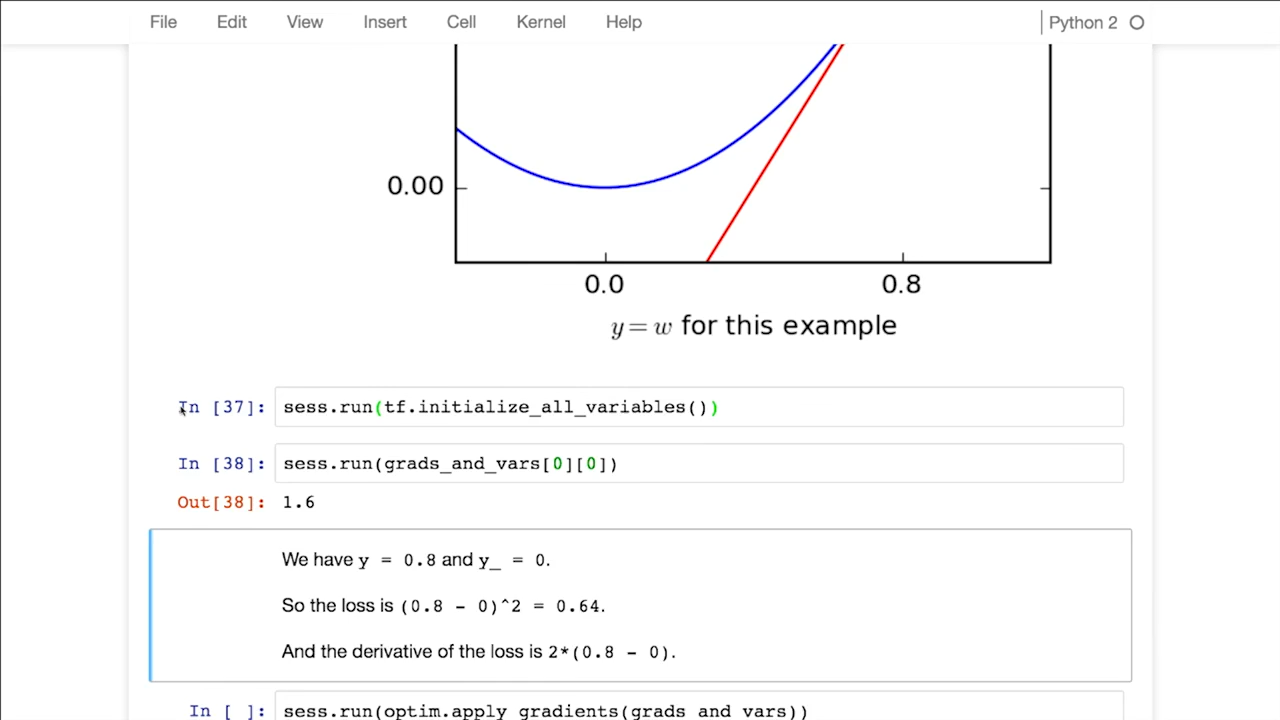 File Edit View Insert Cell Kernel Help Python 2
0.00
0.0 0.8
y = w for this example
In [37]: sess.run(tf.initialize_all_variables())
In [38]: sess.run(grads_and_vars[0][0])
Out[38]: 1.6
We have y = 0.8 and y_ = 0.
So the loss is (0.8 - 0)^2 = 0.64.
And the derivative of the loss is 2*(0.8 - 0).
In [ ]: sess.run(optim.apply_gradients(grads_and_vars))